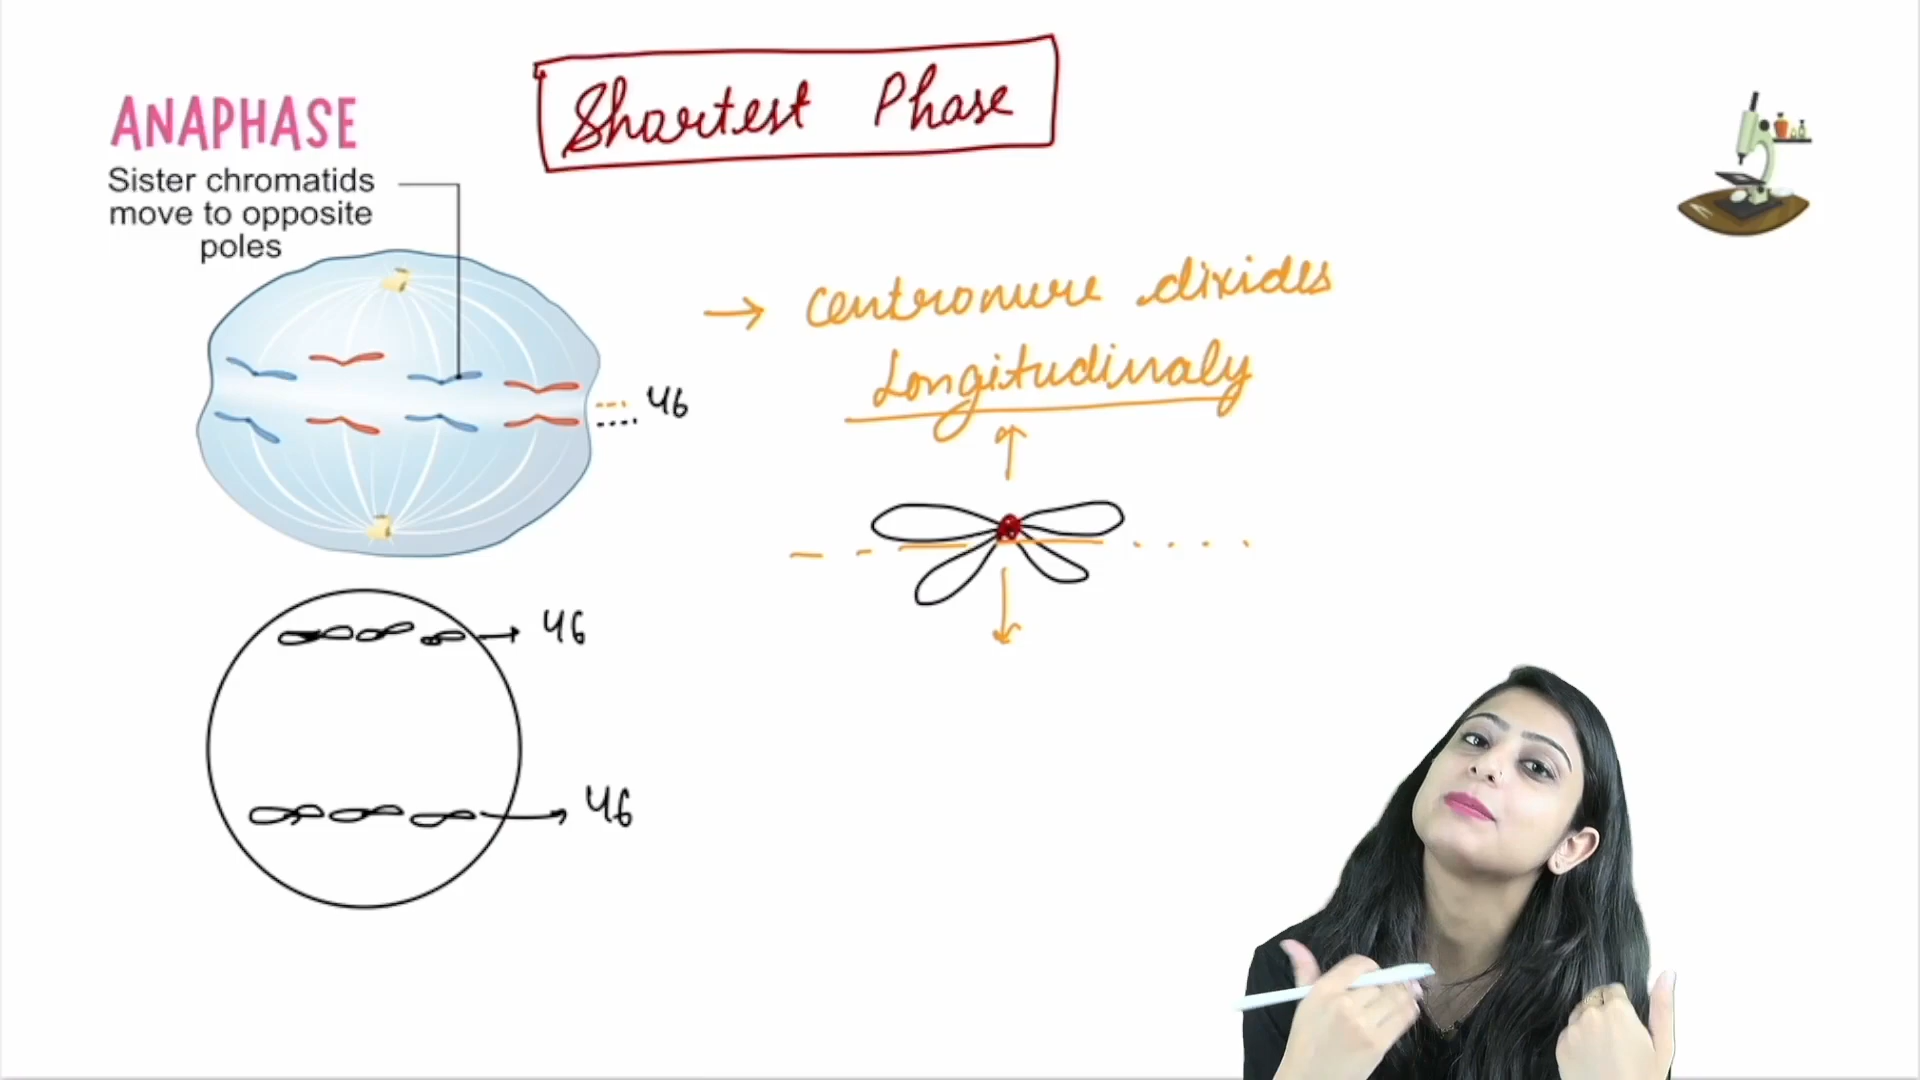 Shortest Phase
ANAPHASE
Sister chromatids
move to opposite
poles
→ Centromere divides
Longitudinaly
46
46
46